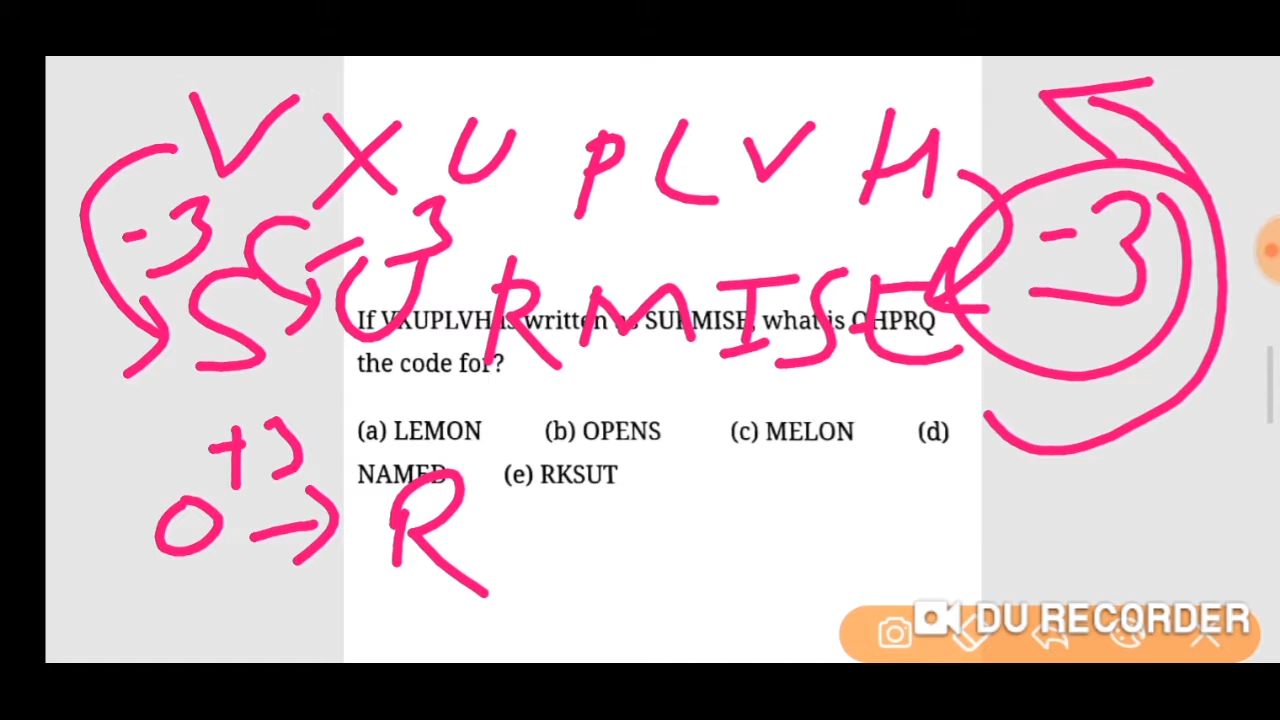 V X U P L V H
-3 -3 -3
S U R M I S E
If VXUPLVH is written as SURMISE, what is OHPRQ
the code for?
(a) LEMON (b) OPENS (c) MELON (d)
NAMED (e) RKSUT
+3
O → R
DU RECORDER